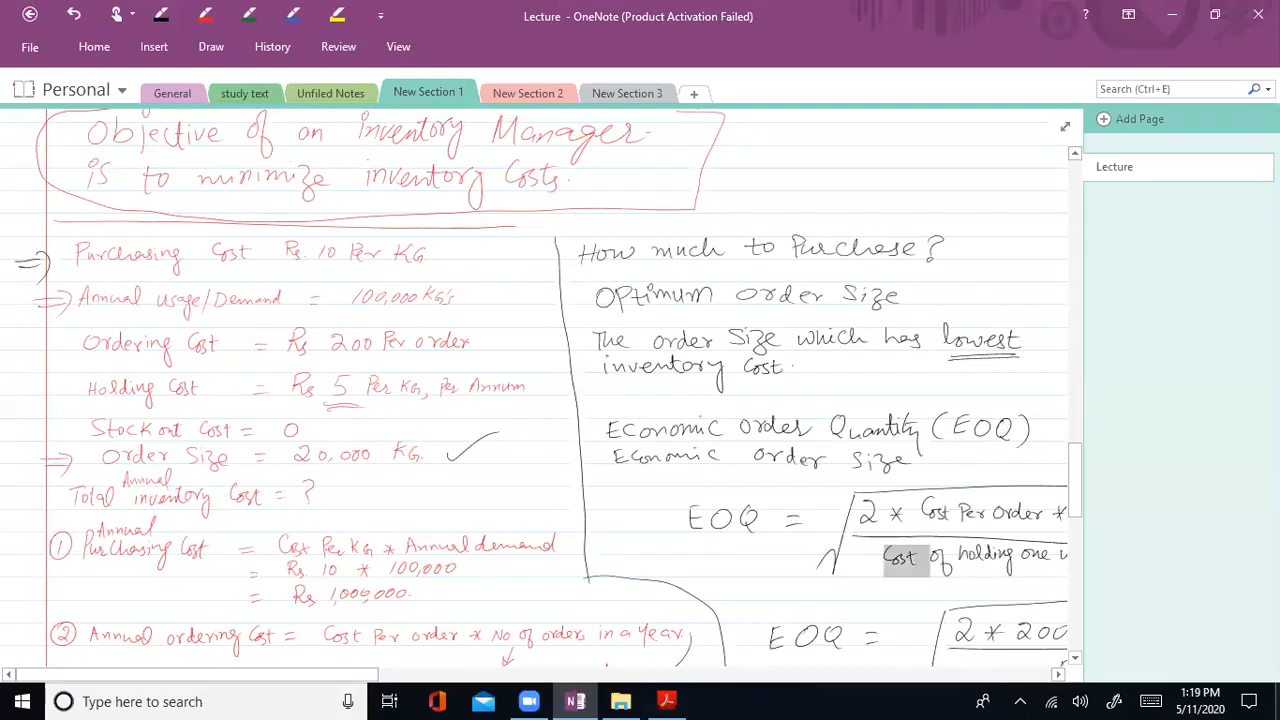 Lecture - OneNote (Product Activation Failed)
File Home Insert Draw History Review View
Personal General study text Unfiled Notes New Section 1 New Section 2 New Section 3 Search (Ctrl+E)
Add Page
Lecture
Objective of an Inventory Manager
is to minimize inventory Costs.
Purchasing Cost Rs. 10 Per KG.
Annual usage/Demand = 100,000 KG's
Ordering Cost = Rs 200 Per order
Holding Cost = Rs 5 Per KG, Per Annum
Stock out Cost = 0
Order Size = 20,000 KG.
Total Annual inventory Cost = ?
① Annual Purchasing Cost = Cost Per KG * Annual demand
= Rs. 10 * 100,000
= Rs 1,000,000.
② Annual ordering Cost = Cost Per order * No of order in a year
How much to Purchase?
Optimum order Size
The order Size which has lowest
inventory Cost.
Economic order Quantity (EOQ)
Economic order Size
EOQ = √ 2 * Cost Per Order *
Cost of holding one
EOQ = 2 * 200
Type here to search
1:19 PM
5/11/2020